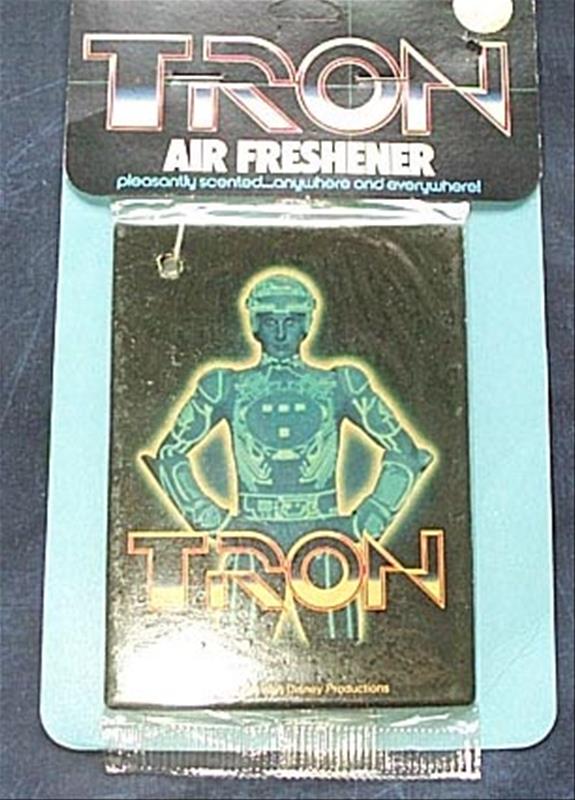 TRON
AIR FRESHENER
pleasantly scented...anywhere and everywhere!
TRON
Disney Productions